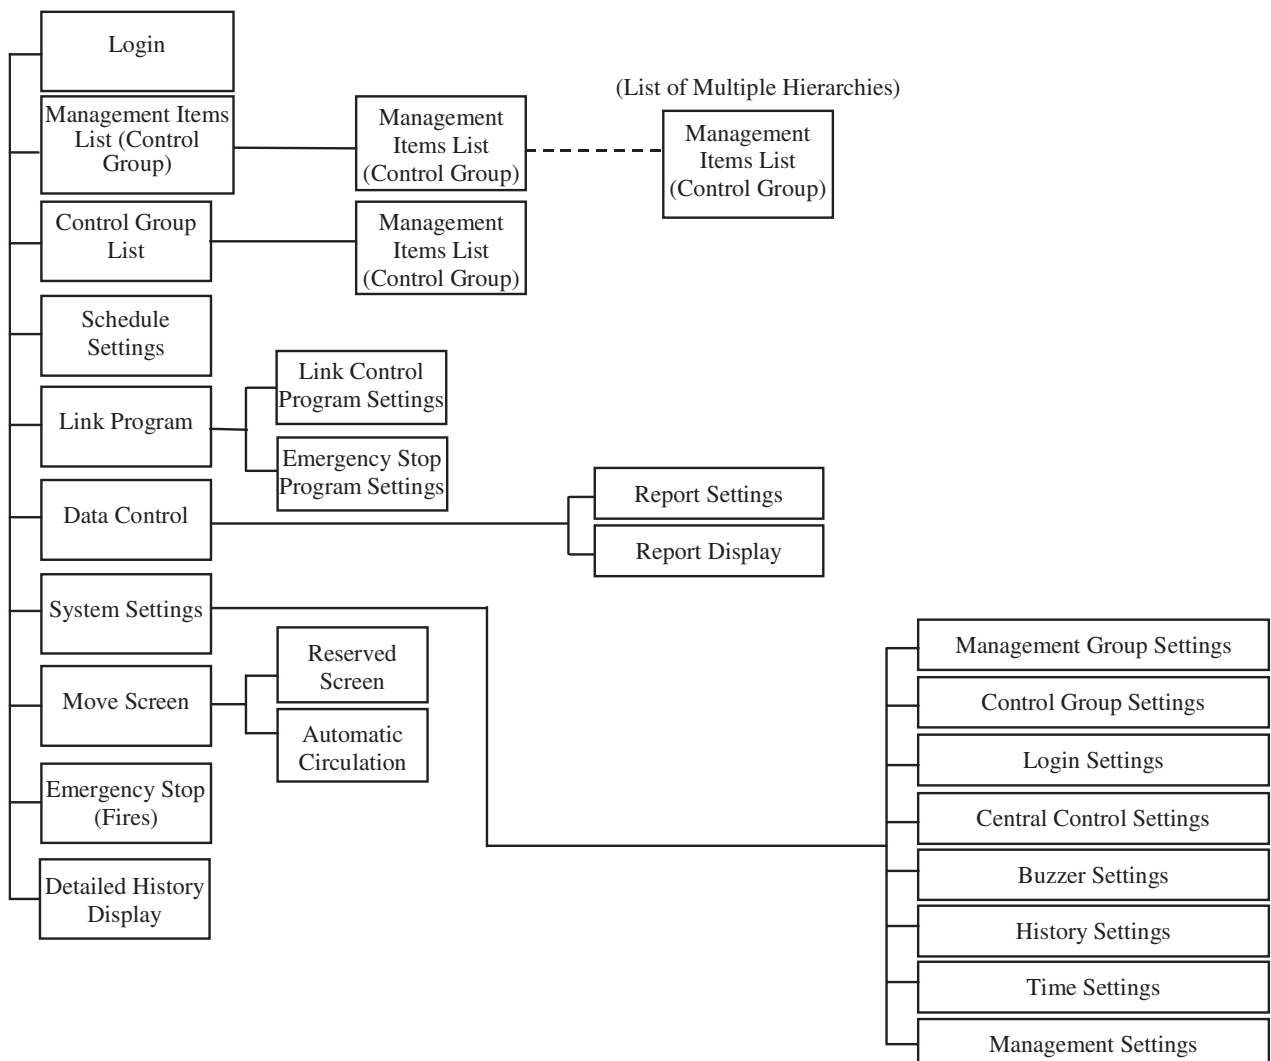 Login
Management Items
List (Control
Group)
Management
Items List
(Control Group)
(List of Multiple Hierarchies)
Management
Items List
(Control Group)
Control Group
List
Management
Items List
(Control Group)
Schedule
Settings
Link Program
Link Control
Program Settings
Emergency Stop
Program Settings
Data Control
Report Settings
Report Display
System Settings
Management Group Settings
Control Group Settings
Login Settings
Central Control Settings
Buzzer Settings
History Settings
Time Settings
Management Settings
Move Screen
Reserved
Screen
Automatic
Circulation
Emergency Stop
(Fires)
Detailed History
Display